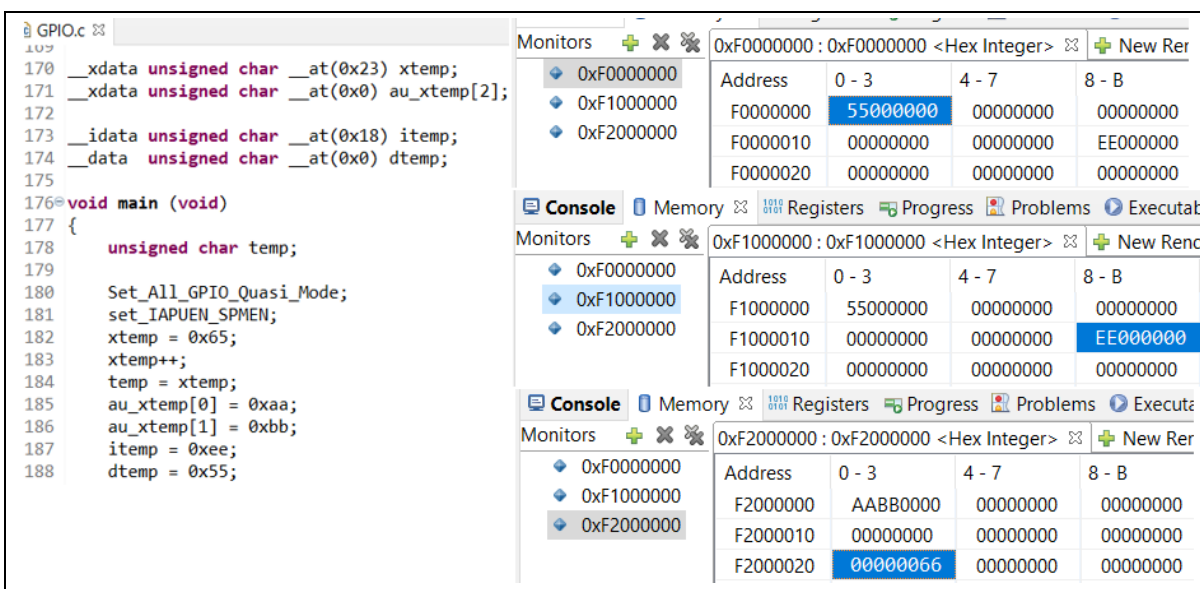 GPIO.c
169
170 __xdata unsigned char __at(0x23) xtemp;
171 __xdata unsigned char __at(0x0) au_xtemp[2];
172
173 __idata unsigned char __at(0x18) itemp;
174 __data  unsigned char __at(0x0) dtemp;
175
176 void main (void)
177 {
178     unsigned char temp;
179
180     Set_All_GPIO_Quasi_Mode;
181     set_IAPUEN_SPMEN;
182     xtemp = 0x65;
183     xtemp++;
184     temp = xtemp;
185     au_xtemp[0] = 0xaa;
186     au_xtemp[1] = 0xbb;
187     itemp = 0xee;
188     dtemp = 0x55;
Monitors
0xF0000000
0xF1000000
0xF2000000
0xF0000000 : 0xF0000000 <Hex Integer> New Rer
Address 0 - 3 4 - 7 8 - B
F0000000 55000000 00000000 00000000
F0000010 00000000 00000000 EE000000
F0000020 00000000 00000000 00000000
Console Memory Registers Progress Problems Executab
Monitors
0xF0000000
0xF1000000
0xF2000000
0xF1000000 : 0xF1000000 <Hex Integer> New Renc
Address 0 - 3 4 - 7 8 - B
F1000000 55000000 00000000 00000000
F1000010 00000000 00000000 EE000000
F1000020 00000000 00000000 00000000
Console Memory Registers Progress Problems Executa
Monitors
0xF0000000
0xF1000000
0xF2000000
0xF2000000 : 0xF2000000 <Hex Integer> New Rer
Address 0 - 3 4 - 7 8 - B
F2000000 AABB0000 00000000 00000000
F2000010 00000000 00000000 00000000
F2000020 00000066 00000000 00000000